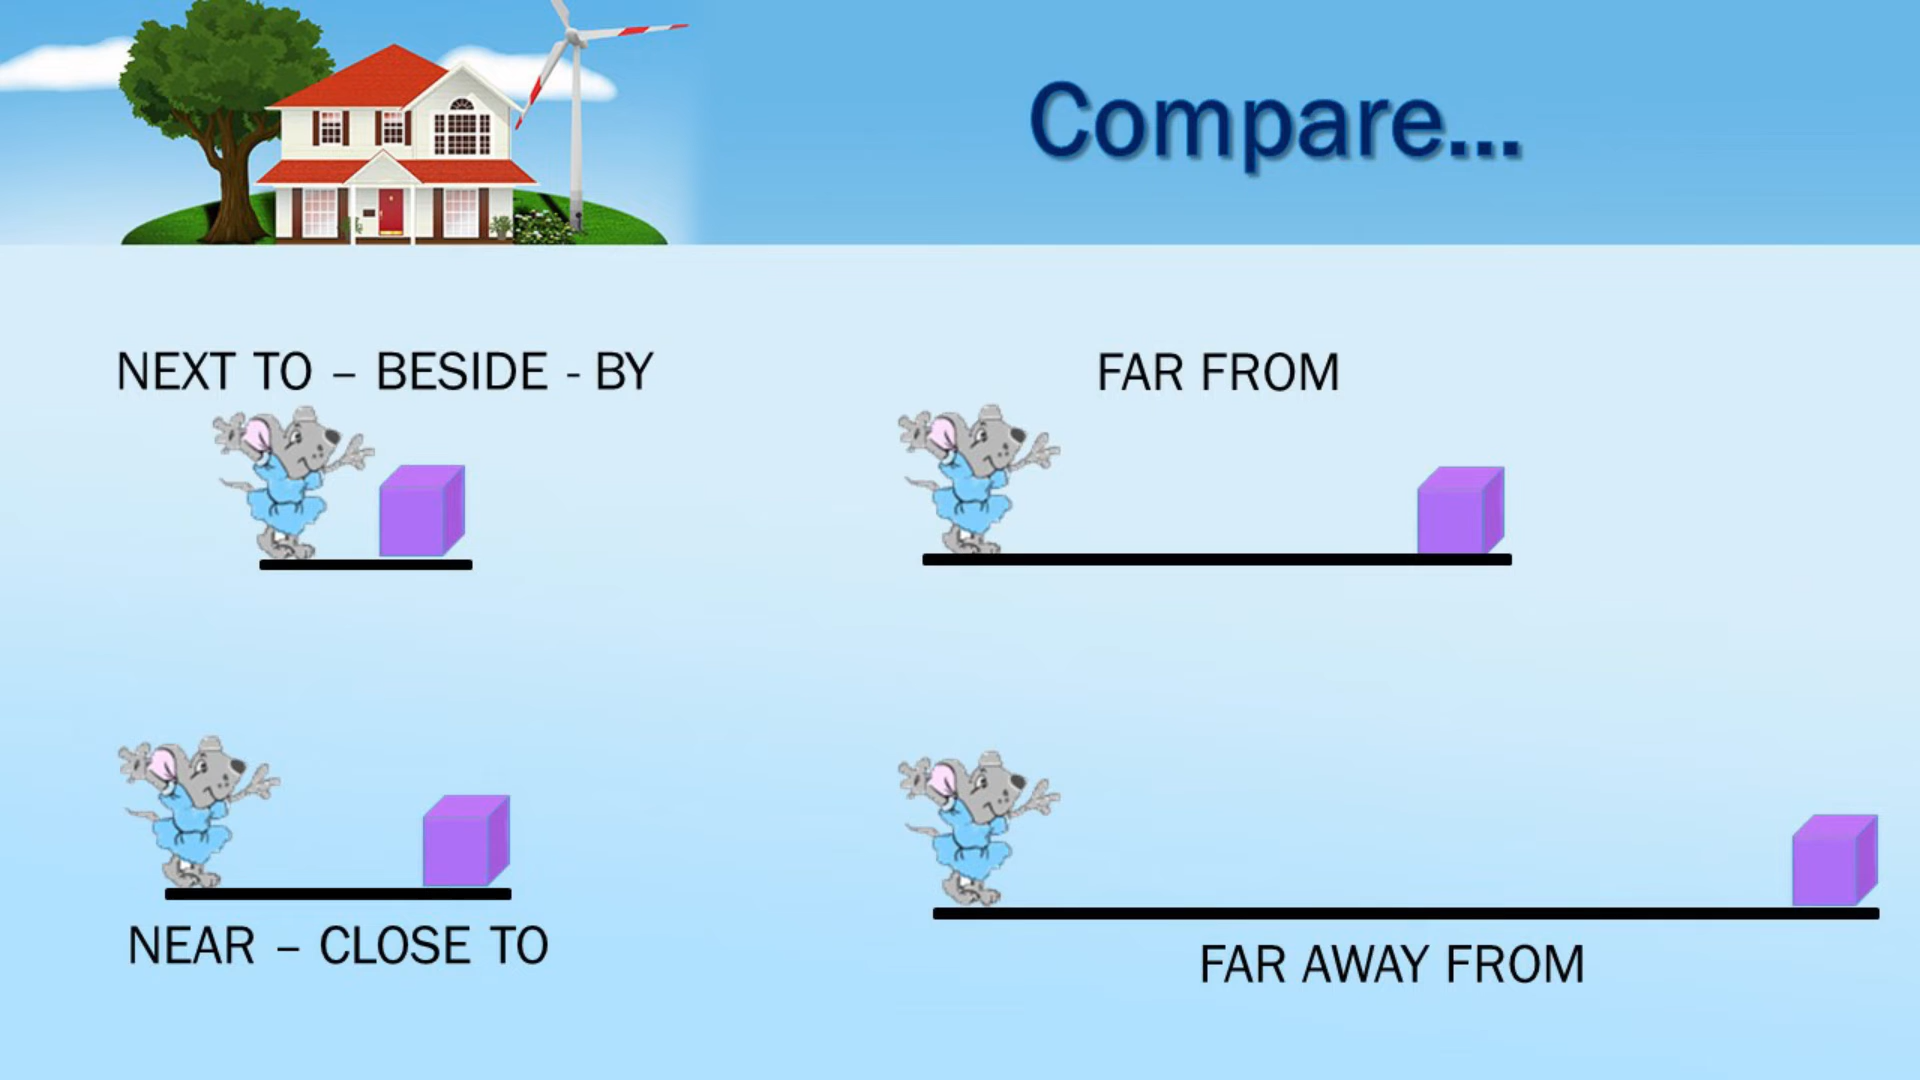 Compare...
NEXT TO – BESIDE - BY
FAR FROM
NEAR – CLOSE TO
FAR AWAY FROM